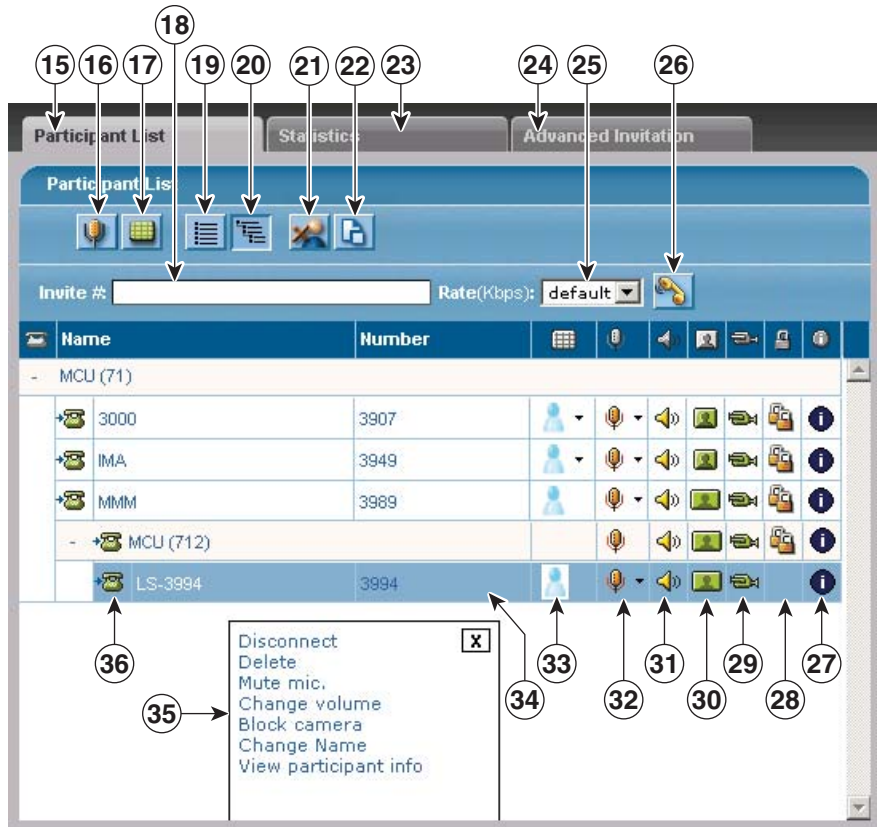 18
15 16 17 19 20 21 22 23 24 25 26
Participant List Statistics Advanced Invitation
Participant List
Invite #: Rate(Kbps): default
Name Number
- MCU (71)
3000 3907
IMA 3949
MMM 3989
- MCU (712)
LS-3994 3994
36 33 32 31 30 29 28 27
34
35
Disconnect X
Delete
Mute mic.
Change volume
Block camera
Change Name
View participant info